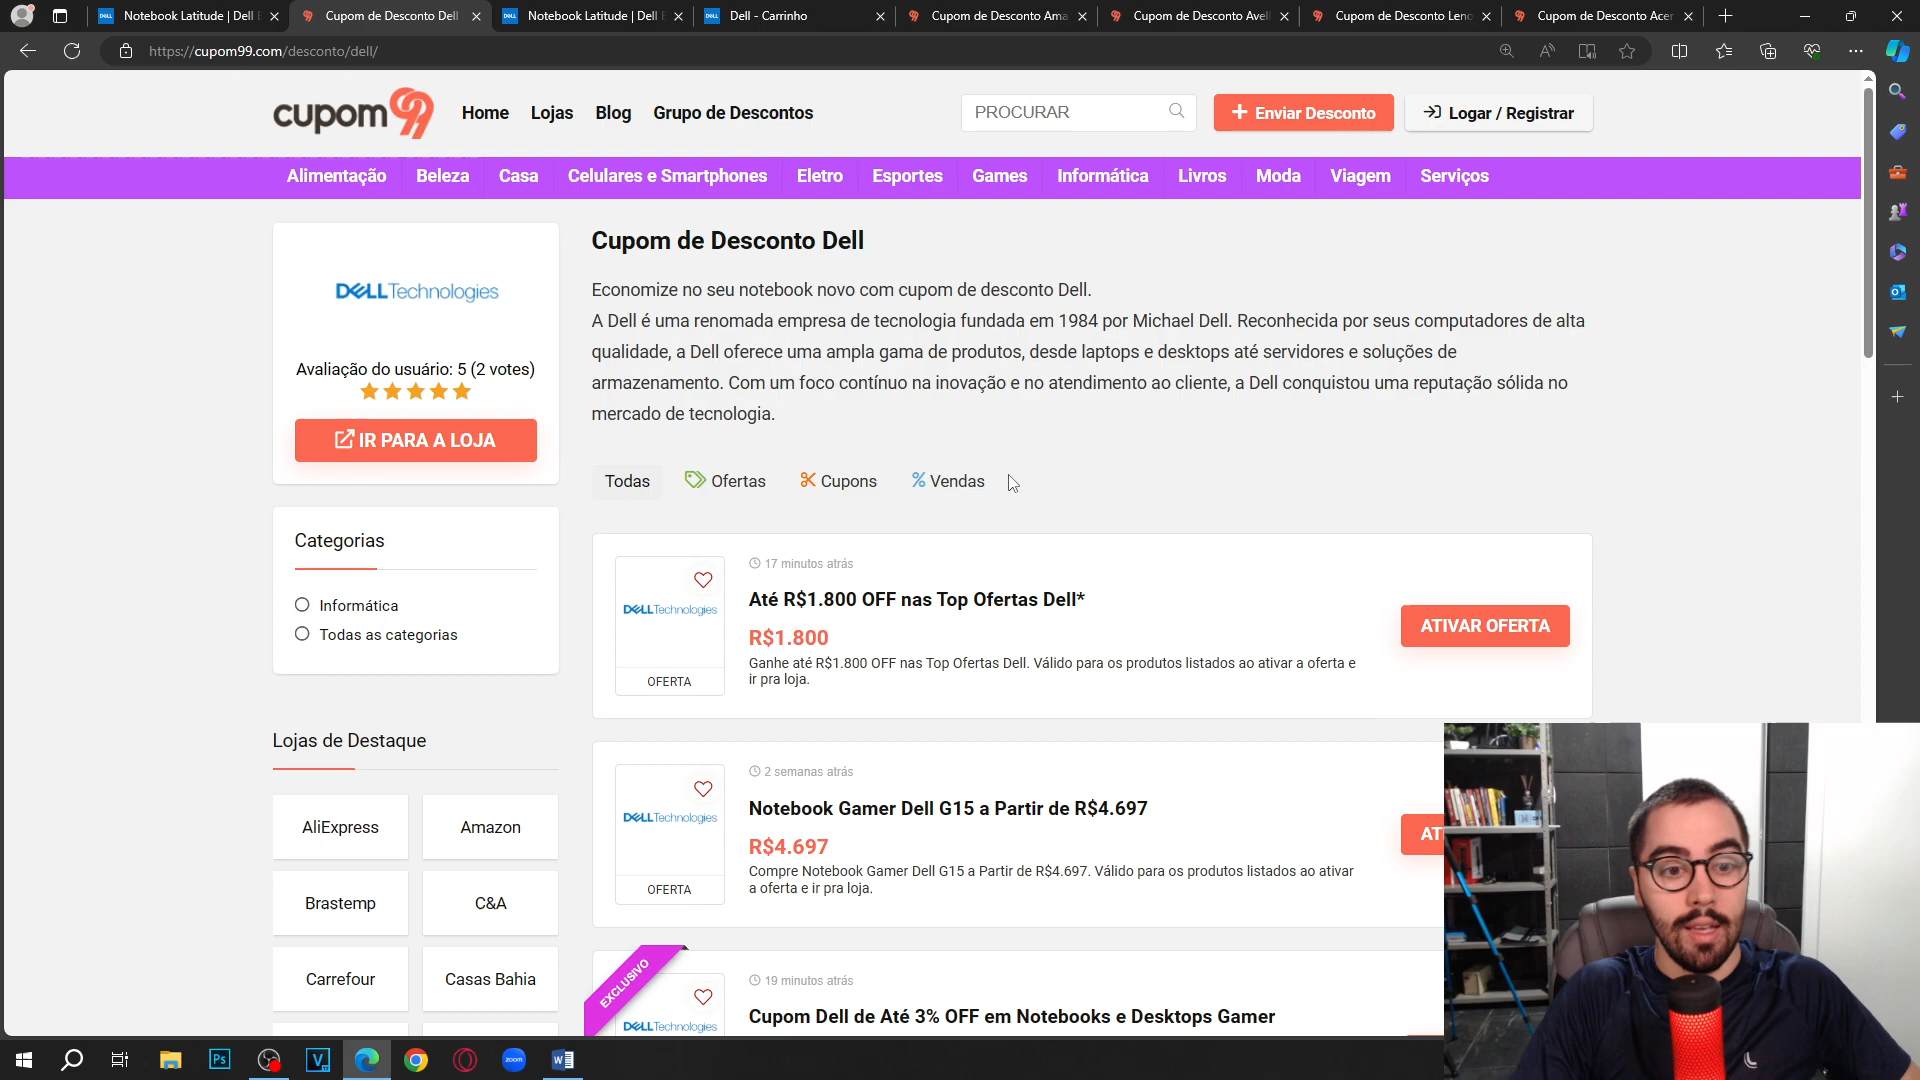 Notebook Latitude | Dell
Cupom de Desconto Dell
Notebook Latitude | Dell
Dell - Carrinho
Cupom de Desconto Ama
Cupom de Desconto Avel
Cupom de Desconto Leno
Cupom de Desconto Acer
https://cupom99.com/desconto/dell/
cupom99
Home
Lojas
Blog
Grupo de Descontos
PROCURAR
Enviar Desconto
Logar / Registrar
Alimentação
Beleza
Casa
Celulares e Smartphones
Eletro
Esportes
Games
Informática
Livros
Moda
Viagem
Serviços
DELLTechnologies
Avaliação do usuário: 5 (2 votes)
IR PARA A LOJA
Categorias
Informática
Todas as categorias
Lojas de Destaque
AliExpress
Amazon
Brastemp
C&A
Carrefour
Casas Bahia
Cupom de Desconto Dell
Economize no seu notebook novo com cupom de desconto Dell.
A Dell é uma renomada empresa de tecnologia fundada em 1984 por Michael Dell. Reconhecida por seus computadores de alta
qualidade, a Dell oferece uma ampla gama de produtos, desde laptops e desktops até servidores e soluções de
armazenamento. Com um foco contínuo na inovação e no atendimento ao cliente, a Dell conquistou uma reputação sólida no
mercado de tecnologia.
Todas
Ofertas
Cupons
% Vendas
DELLTechnologies
OFERTA
17 minutos atrás
Até R$1.800 OFF nas Top Ofertas Dell*
R$1.800
Ganhe até R$1.800 OFF nas Top Ofertas Dell. Válido para os produtos listados ao ativar a oferta e
ir pra loja.
ATIVAR OFERTA
DELLTechnologies
OFERTA
2 semanas atrás
Notebook Gamer Dell G15 a Partir de R$4.697
R$4.697
Compre Notebook Gamer Dell G15 a Partir de R$4.697. Válido para os produtos listados ao ativar
a oferta e ir pra loja.
AT
EXCLUSIVO
DELLTechnologies
19 minutos atrás
Cupom Dell de Até 3% OFF em Notebooks e Desktops Gamer
Ps
V
zoom
W